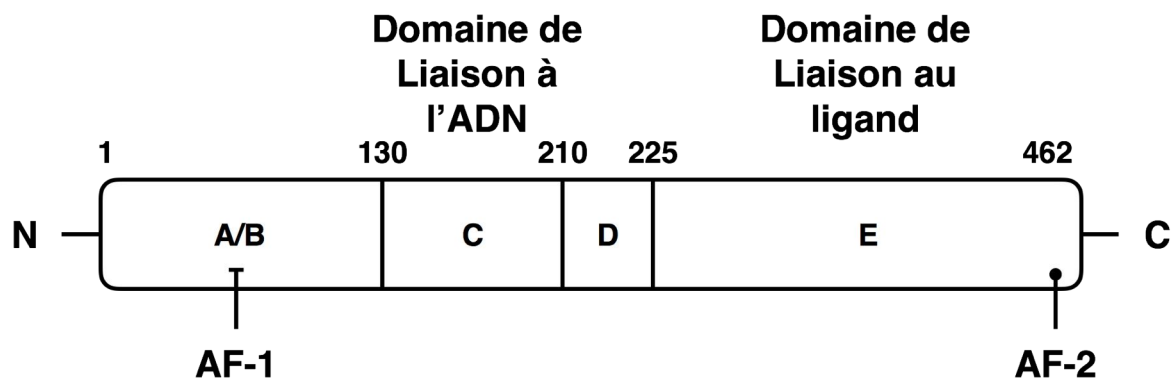 Domaine de
Liaison à
l'ADN
Domaine de
Liaison au
ligand
1 130 210 225 462
N A/B C D E C
AF-1 AF-2